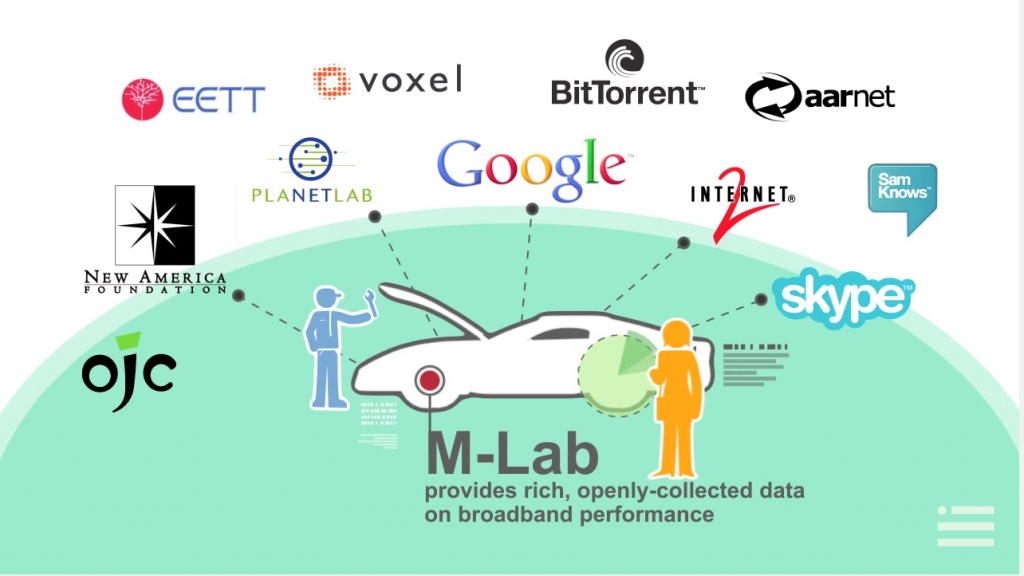 EETT
voxel
BitTorrent™
aarnet
PLANETLAB
Google™
INTERNET®
2
Sam
Knows™
NEW AMERICA
FOUNDATION
skype™
ojc
M-Lab
provides rich, openly-collected data
on broadband performance